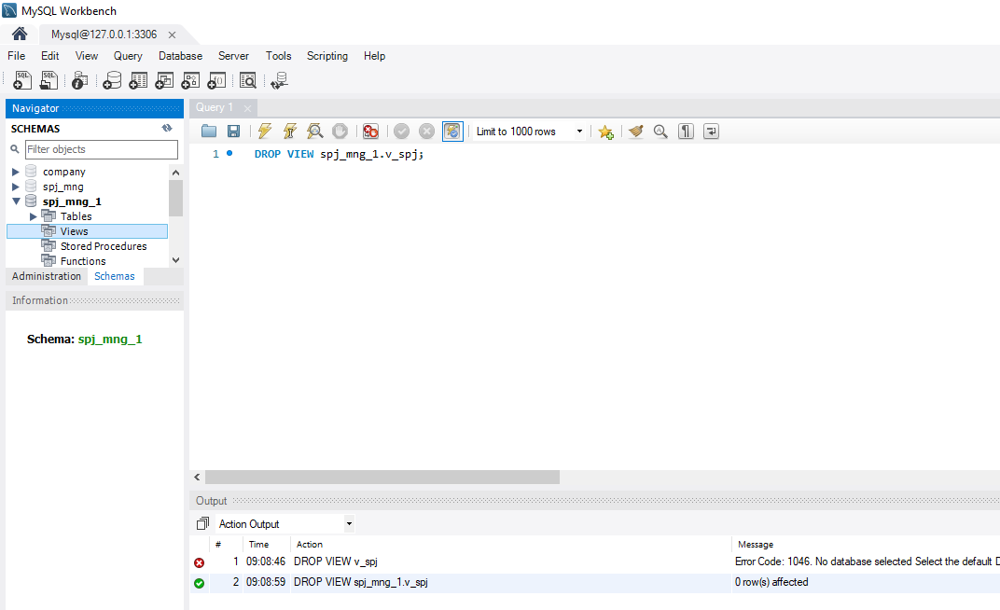 MySQL Workbench
Mysql@127.0.0.1:3306
File Edit View Query Database Server Tools Scripting Help
Navigator
SCHEMAS
Filter objects
company
spj_mng
spj_mng_1
Tables
Views
Stored Procedures
Functions
Administration Schemas
Information
Schema: spj_mng_1
Query 1
Limit to 1000 rows
1 DROP VIEW spj_mng_1.v_spj;
Output
Action Output
# Time Action Message
1 09:08:46 DROP VIEW v_spj Error Code: 1046. No database selected Select the default D
2 09:08:59 DROP VIEW spj_mng_1.v_spj 0 row(s) affected